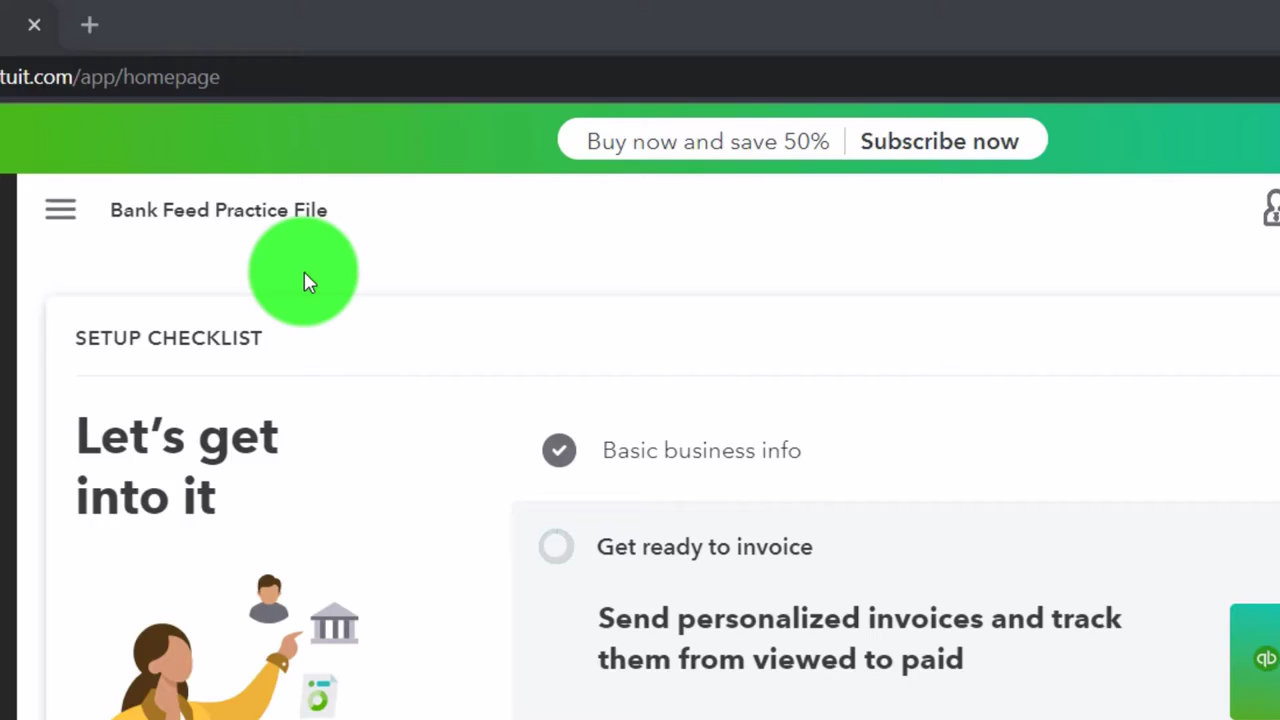 tuit.com/app/homepage
Buy now and save 50% Subscribe now
Bank Feed Practice File
SETUP CHECKLIST
Let’s get
into it
Basic business info
Get ready to invoice
Send personalized invoices and track
them from viewed to paid
qb